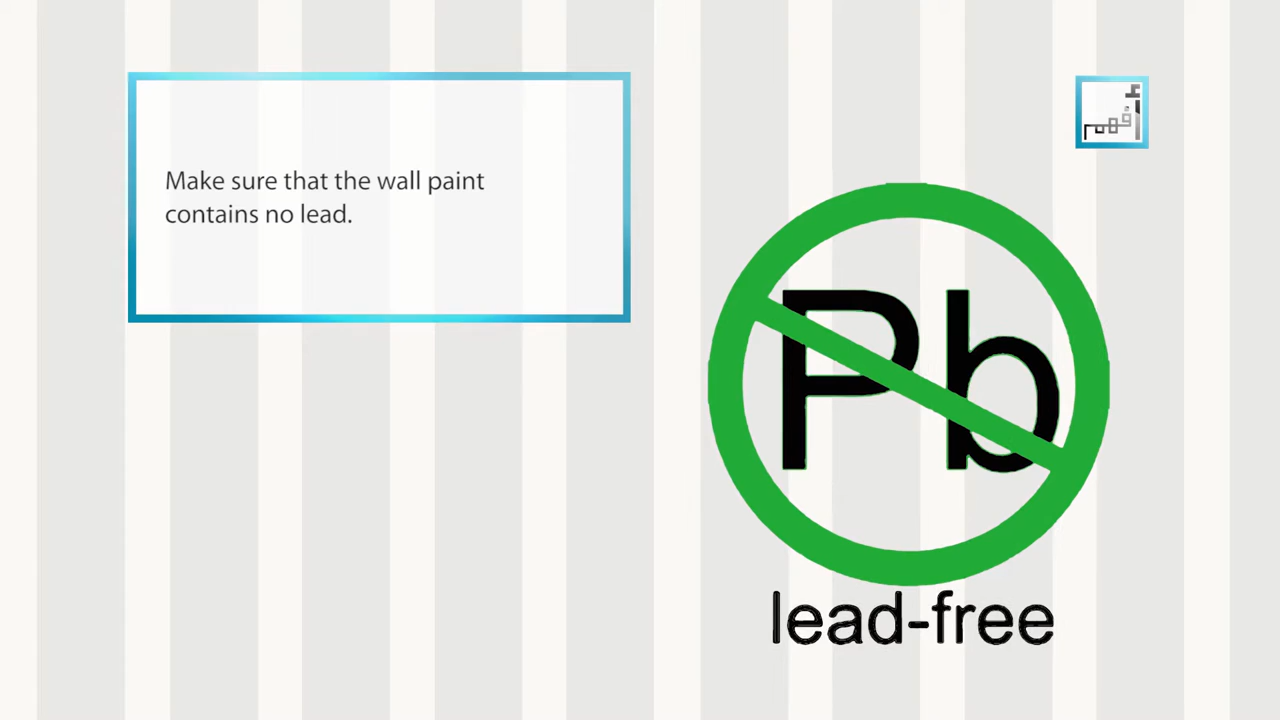 Make sure that the wall paint
contains no lead.
Pb
lead-free